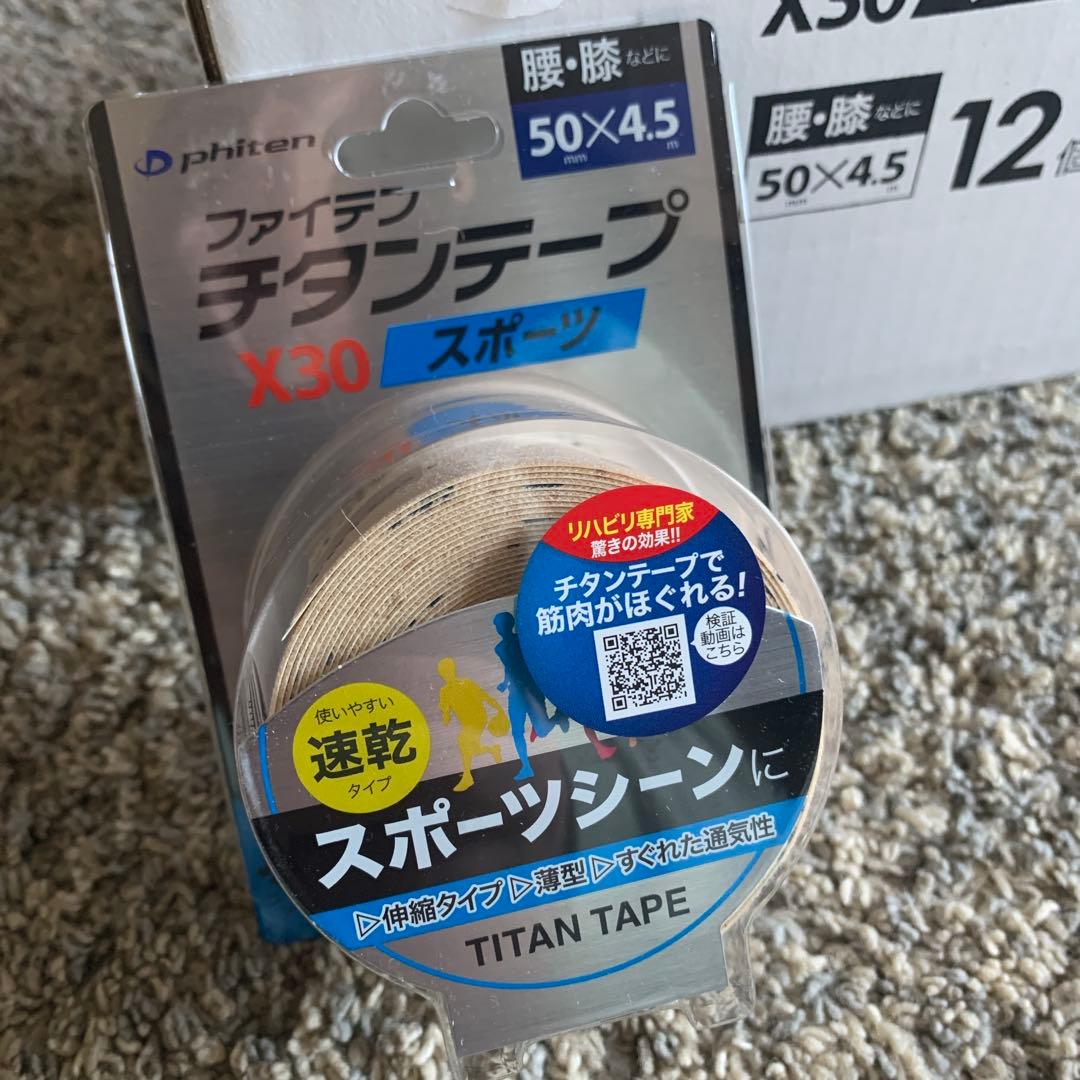 phiten
腰・膝などに
50×4.5
mm m
ファイテン
チタンテープ
X30 スポーツ
リハビリ専門家
驚きの効果!!
チタンテープで
筋肉がほぐれる!
検証
動画は
こちら
使いやすい
速乾
タイプ
スポーツシーンに
▷伸縮タイプ▷薄型▷すぐれた通気性
TITAN TAPE
X30
腰・膝などに
50×4.5
mm m
12個